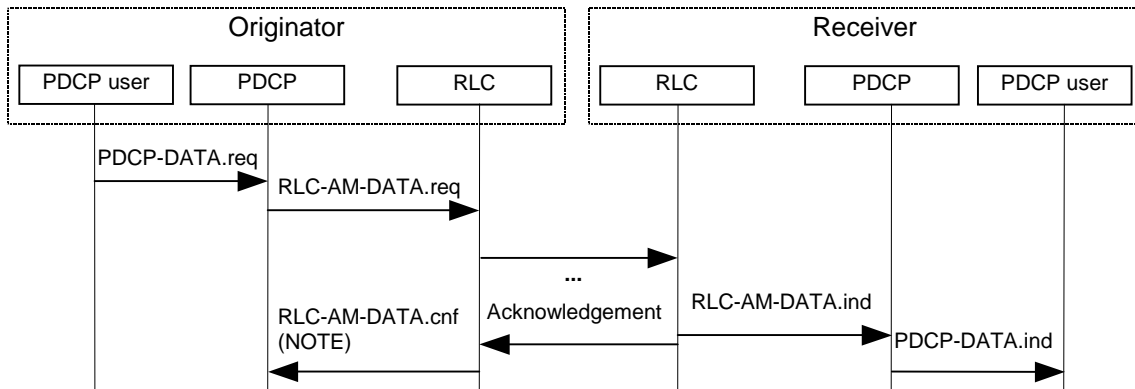 Originator
Receiver
PDCP user
PDCP
RLC
RLC
PDCP
PDCP user
PDCP-DATA.req
RLC-AM-DATA.req
...
RLC-AM-DATA.cnf
(NOTE)
Acknowledgement
RLC-AM-DATA.ind
PDCP-DATA.ind